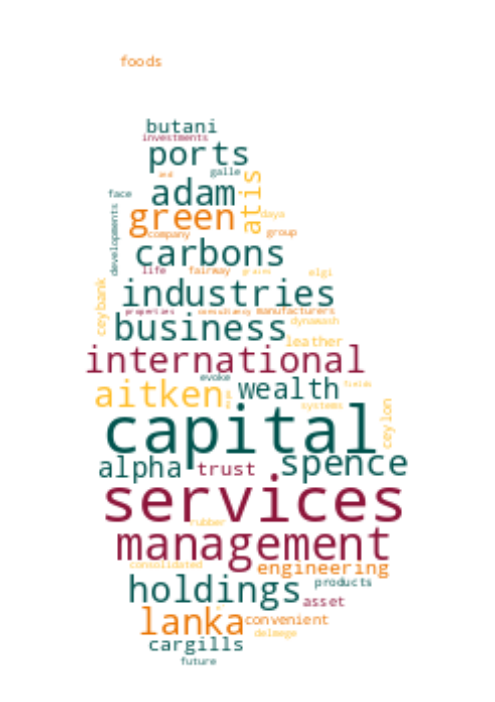 foods
butani
investments
ports
and
galle
adam
face
atis
green
daya
developments
company
group
carbons
life
fairway
grains
elgi
industries
ceybank
properties
consultancy
manufacturers
business
dynawash
leather
international
evoke
aitken
wealth
fields
capital
systems
ceylon
alpha
trust
spence
services
rubber
management
consolidated
engineering
holdings
products
asset
lanka
convenient
delmege
cargills
future